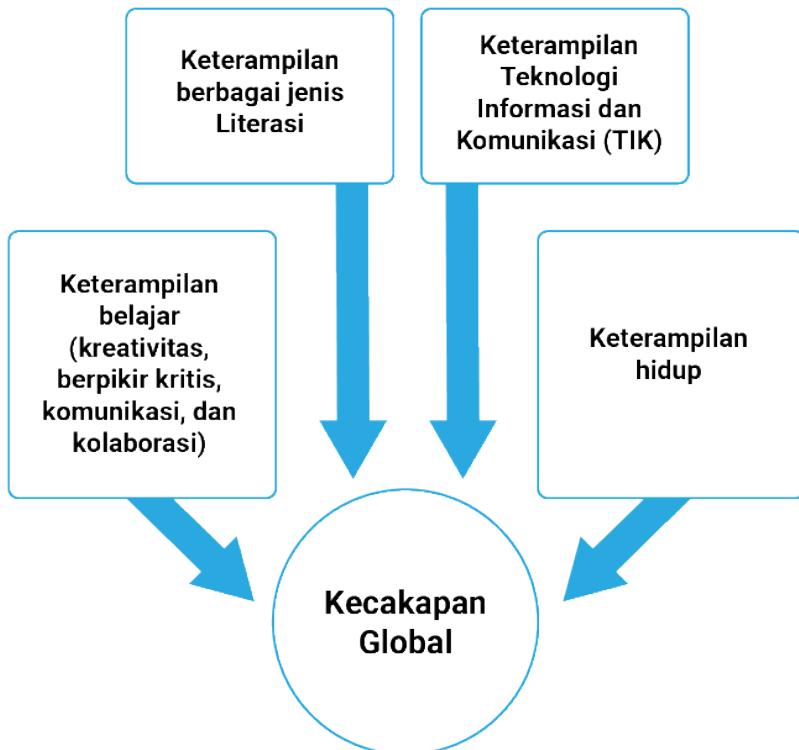 Keterampilan
berbagai jenis
Literasi
Keterampilan
Teknologi
Informasi dan
Komunikasi (TIK)
Keterampilan
belajar
(kreativitas,
berpikir kritis,
komunikasi, dan
kolaborasi)
Keterampilan
hidup
Kecakapan
Global